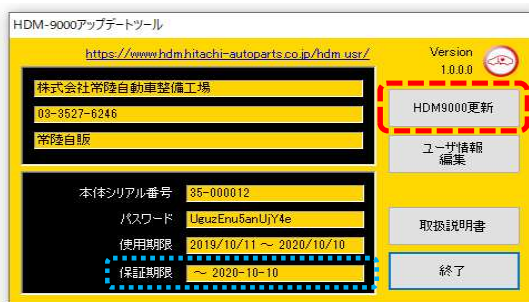 HDM-9000アップデートツール
https://www.hdm.hitachi-autoparts.co.jp/hdm_usr/
Version
1.0.0.0
株式会社常陸自動車整備工場
03-3527-6246
常陸自販
HDM9000更新
ユーザ情報
編集
本体シリアル番号 35-000012
パスワード UguzEnu5anUjY4e
使用期限 2019/10/11 ～ 2020/10/10
保証期限 ～ 2020-10-10
取扱説明書
終了